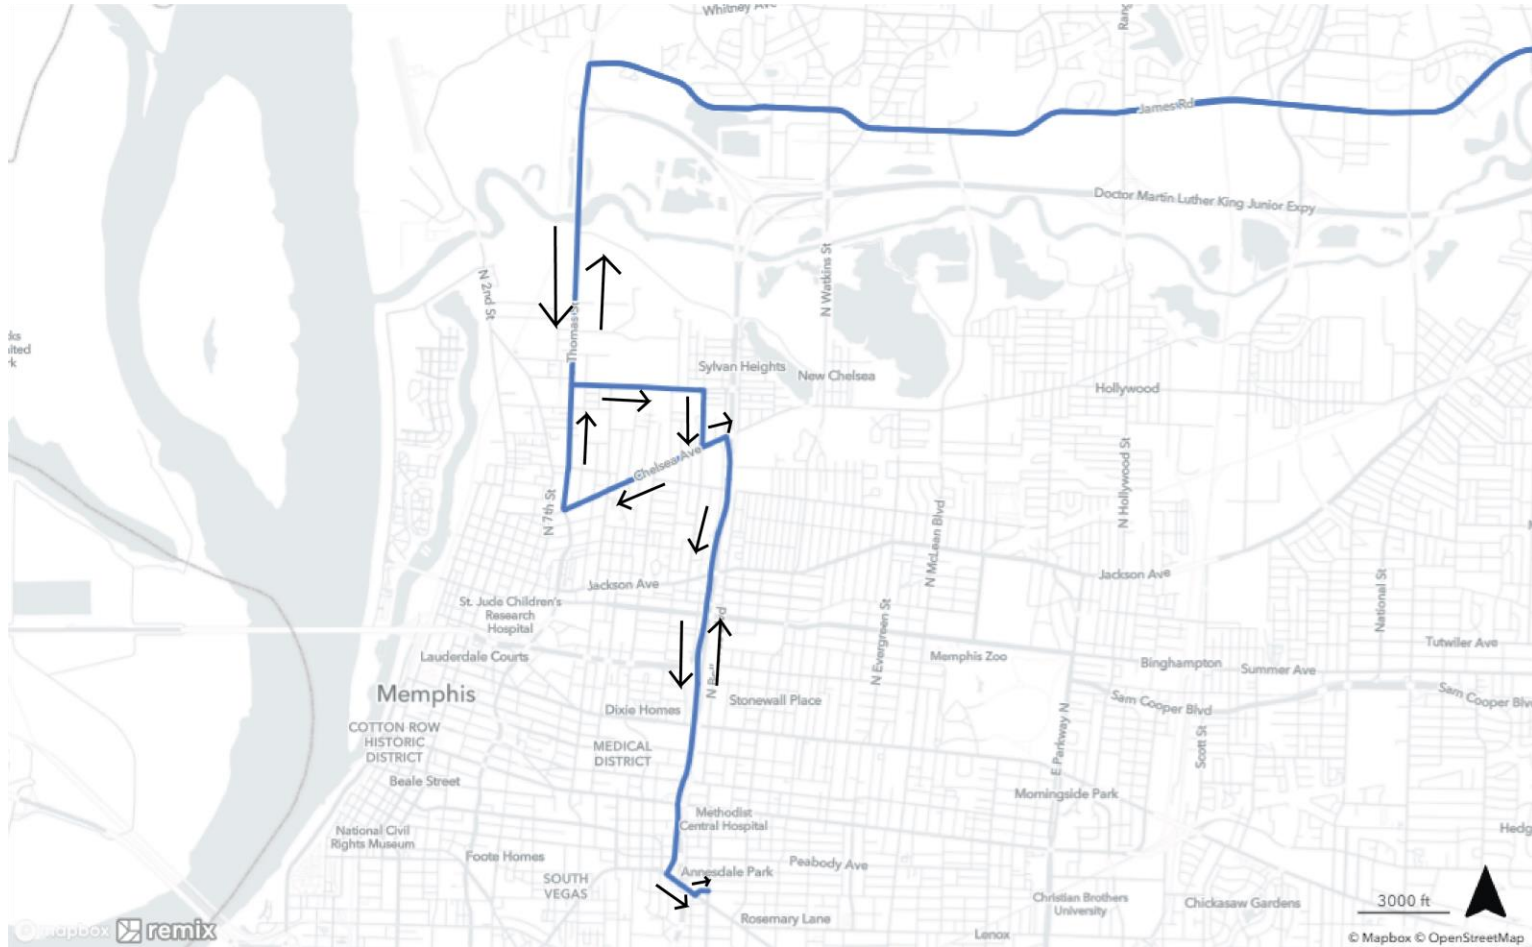 Whitney Ave
James Rd
Doctor Martin Luther King Junior Expy
N Watkins St
N 2nd St
Thomas St
Sylvan Heights
New Chelsea
Hollywood
Chelsea Ave
N Hollywood St
N 7th St
N McLean Blvd
Jackson Ave
Jackson Ave
National St
St. Jude Children's
Research
Hospital
N Evergreen St
Tutwiler Ave
Lauderdale Courts
Memphis Zoo
Binghampton
Summer Ave
Memphis
Stonewall Place
Sam Cooper Blvd
Sam Cooper
Dixie Homes
COTTON ROW
HISTORIC
DISTRICT
MEDICAL
DISTRICT
E Parkway N
Scott St
Beale Street
Morningside Park
Methodist
Central Hospital
National Civil
Rights Museum
Foote Homes
Annesdale Park
Peabody Ave
SOUTH
VEGAS
Christian Brothers
University
Chickasaw Gardens
3000 ft
Rosemary Lane
Lenox
mapbox remix
© Mapbox © OpenStreetMap